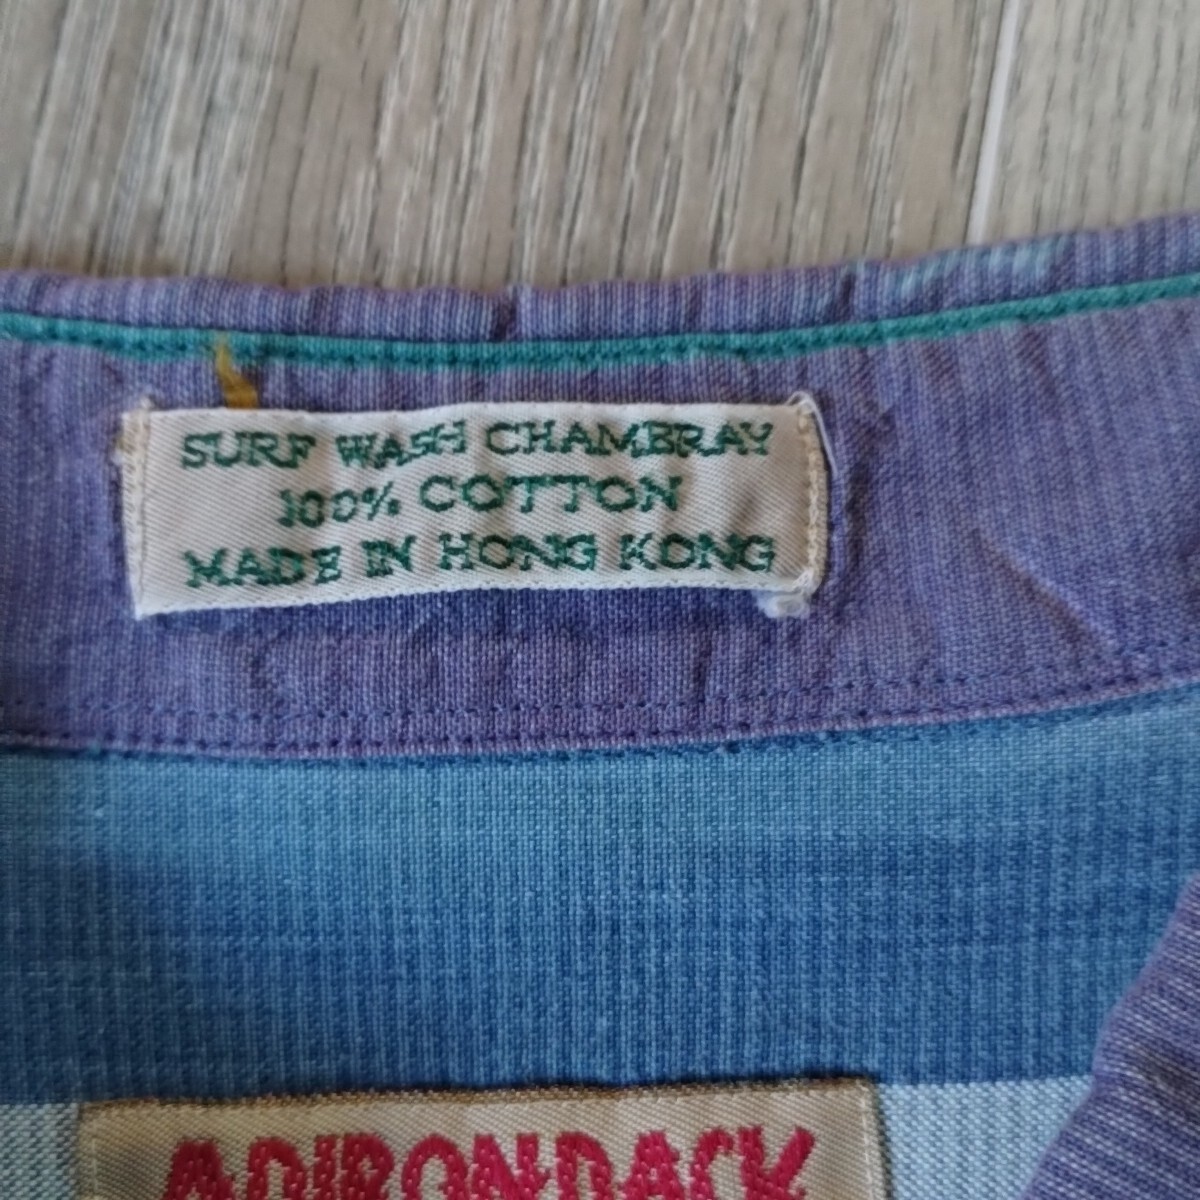 SURF WASH CHAMBRAY
100% COTTON
MADE IN HONG KONG
ADIRONDACK